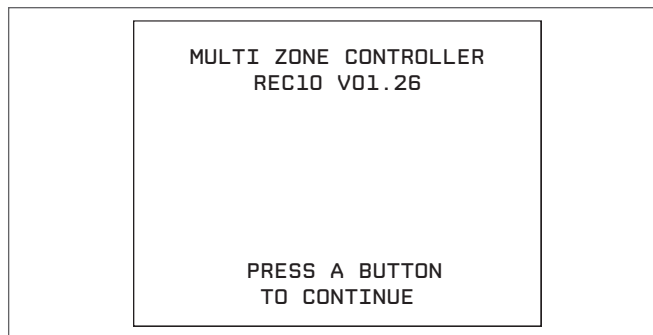 MULTI ZONE CONTROLLER
REC10 V01.26
PRESS A BUTTON
TO CONTINUE